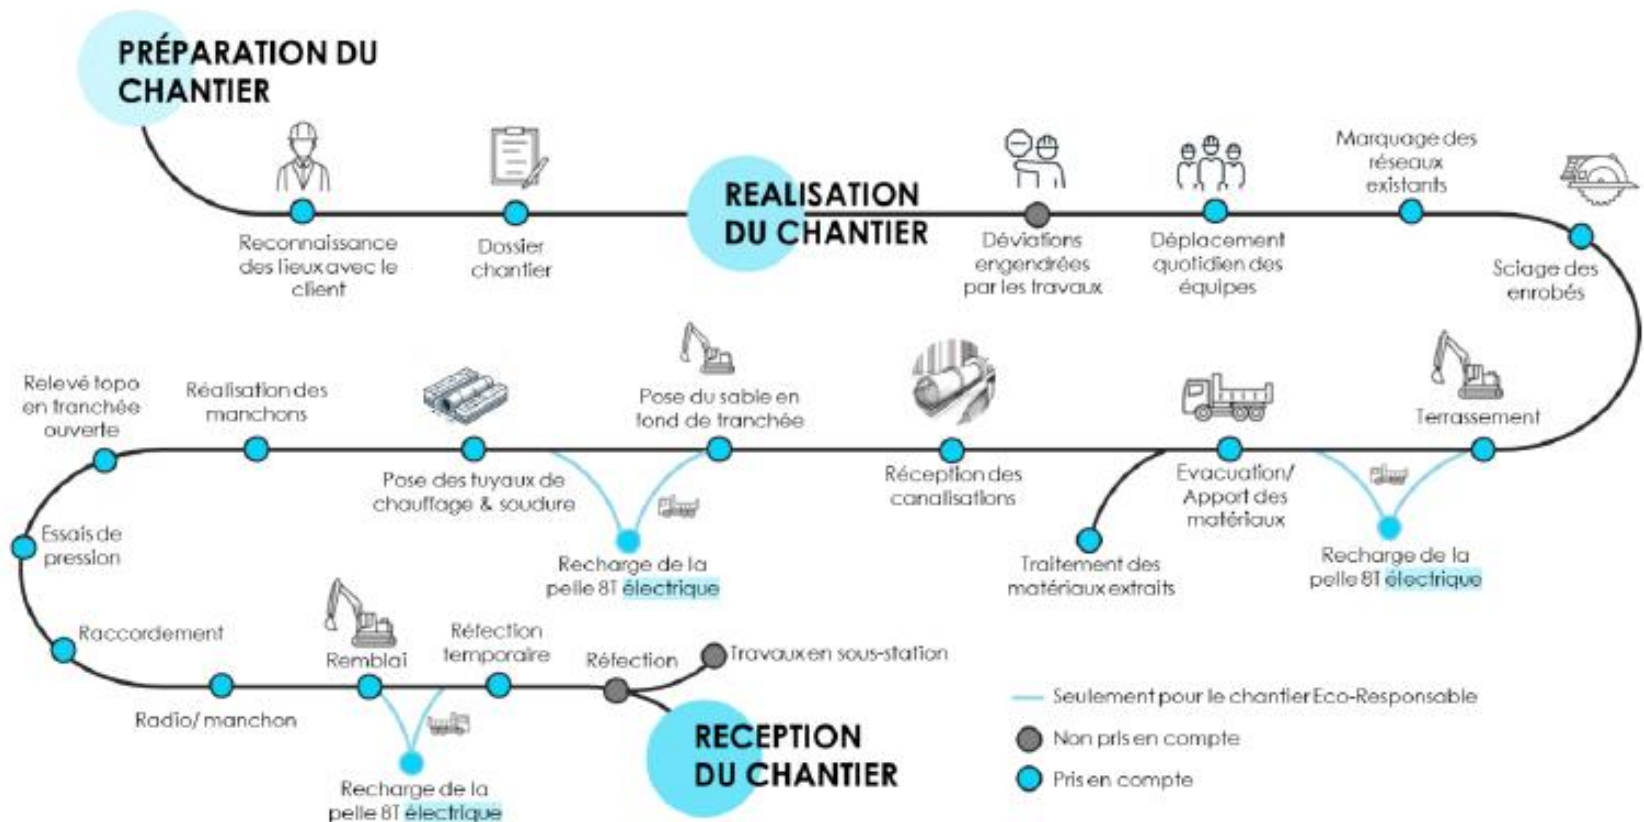 PRÉPARATION DU
CHANTIER
Reconnaissance
des lieux avec le
client
Dossier
chantier
REALISATION
DU CHANTIER
Déviations
engendrées
par les travaux
Déplacement
quotidien des
équipes
Marquage des
réseaux
existants
Sciage des
enrobés
Terrassement
Recharge de la
pelle 8T électrique
Evacuation/
Apport des
matériaux
Traitement des
matériaux extraits
Réception des
canalisations
Pose du sable en
fond de tranchée
Recharge de la
pelle 8T électrique
Pose des tuyaux de
chauffage & soudure
Réalisation des
manchons
Relevé topo
en tranchée
ouverte
Essais de
pression
Raccordement
Radio/ manchon
Remblai
Recharge de la
pelle 8T électrique
Réfection
temporaire
Réfection
Travaux en sous-station
RECEPTION
DU CHANTIER
Seulement pour le chantier Eco-Responsable
Non pris en compte
Pris en compte